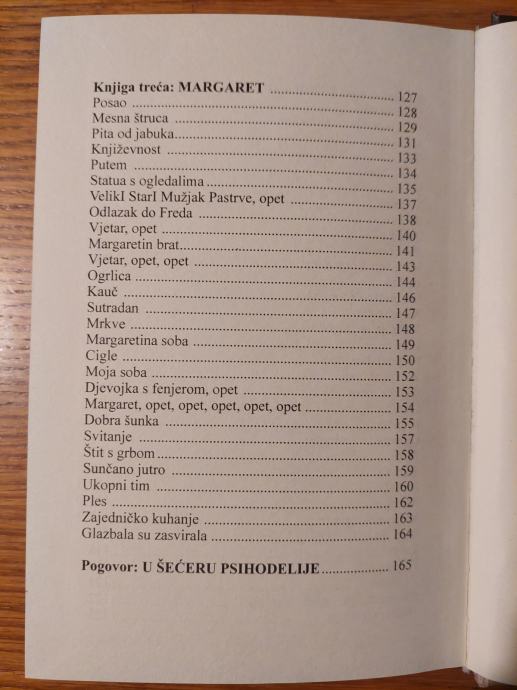 Knjiga treća: MARGARET ........ 127
Posao ........ 128
Mesna štruca ........ 129
Pita od jabuka ........ 131
Književnost ........ 133
Putem ........ 134
Statua s ogledalima ........ 135
VelikI StarI Mužjak Pastrve, opet ........ 137
Odlazak do Freda ........ 138
Vjetar, opet ........ 140
Margaretin brat ........ 141
Vjetar, opet, opet ........ 143
Ogrlica ........ 144
Kauč ........ 146
Sutradan ........ 147
Mrkve ........ 148
Margaretina soba ........ 149
Cigle ........ 150
Moja soba ........ 152
Djevojka s fenjerom, opet ........ 153
Margaret, opet, opet, opet, opet, opet ........ 154
Dobra šunka ........ 155
Svitanje ........ 157
Štit s grbom ........ 158
Sunčano jutro ........ 159
Ukopni tim ........ 160
Ples ........ 162
Zajedničko kuhanje ........ 163
Glazbala su zasvirala ........ 164
Pogovor: U ŠEĆERU PSIHODELIJE ........ 165